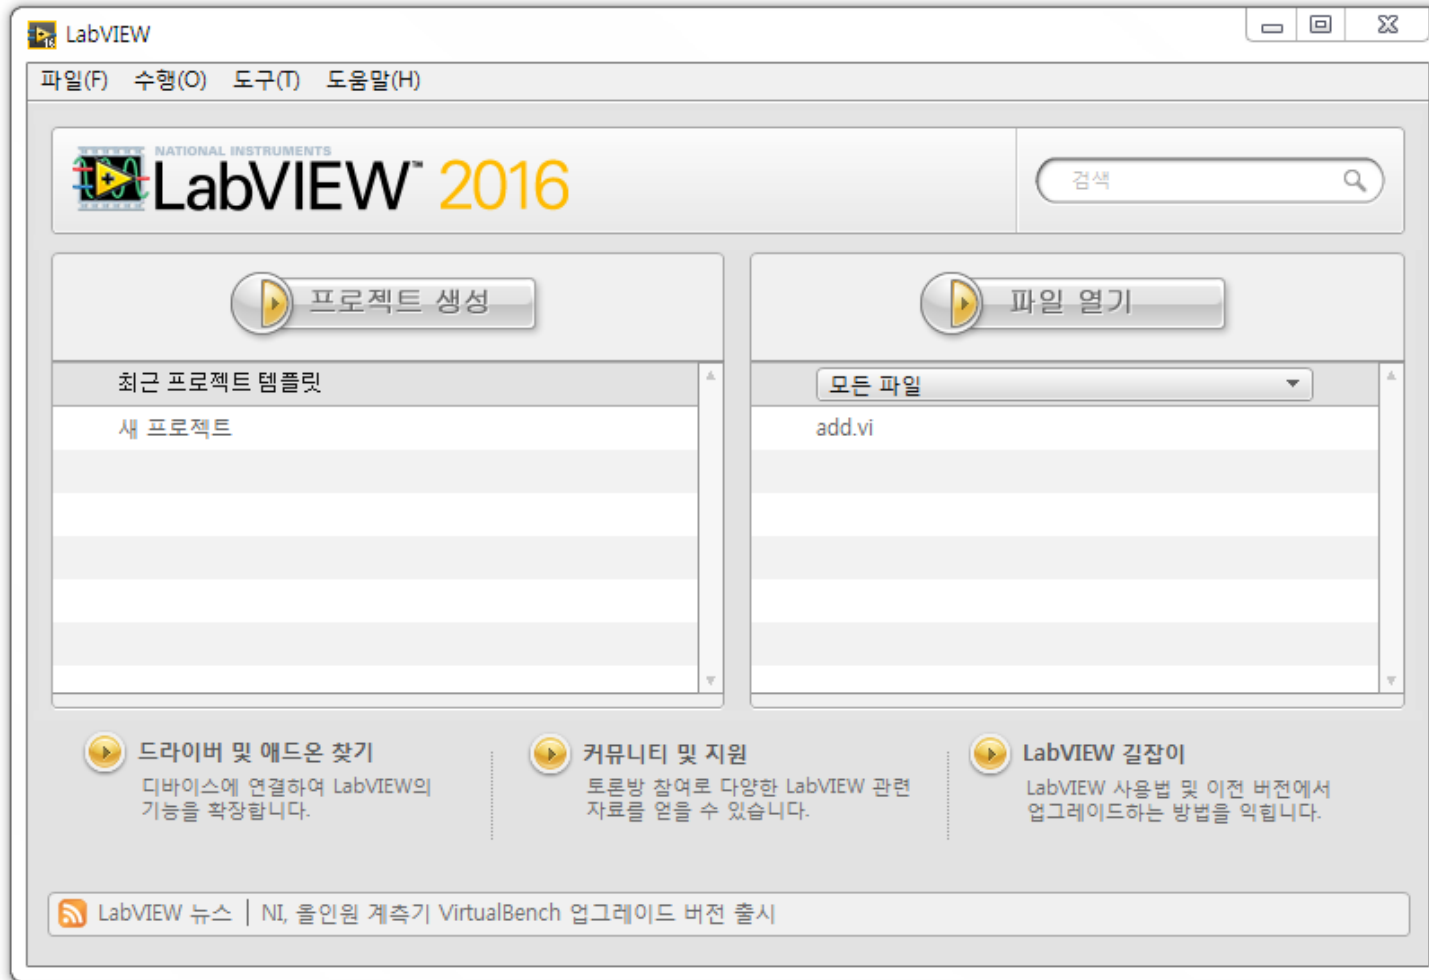 LabVIEW
파일(F) 수행(O) 도구(T) 도움말(H)
NATIONAL INSTRUMENTS
LabVIEW™ 2016
검색
프로젝트 생성
최근 프로젝트 템플릿
새 프로젝트
파일 열기
모든 파일
add.vi
드라이버 및 애드온 찾기
디바이스에 연결하여 LabVIEW의
기능을 확장합니다.
커뮤니티 및 지원
토론방 참여로 다양한 LabVIEW 관련
자료를 얻을 수 있습니다.
LabVIEW 길잡이
LabVIEW 사용법 및 이전 버전에서
업그레이드하는 방법을 익힙니다.
LabVIEW 뉴스 | NI, 올인원 계측기 VirtualBench 업그레이드 버전 출시